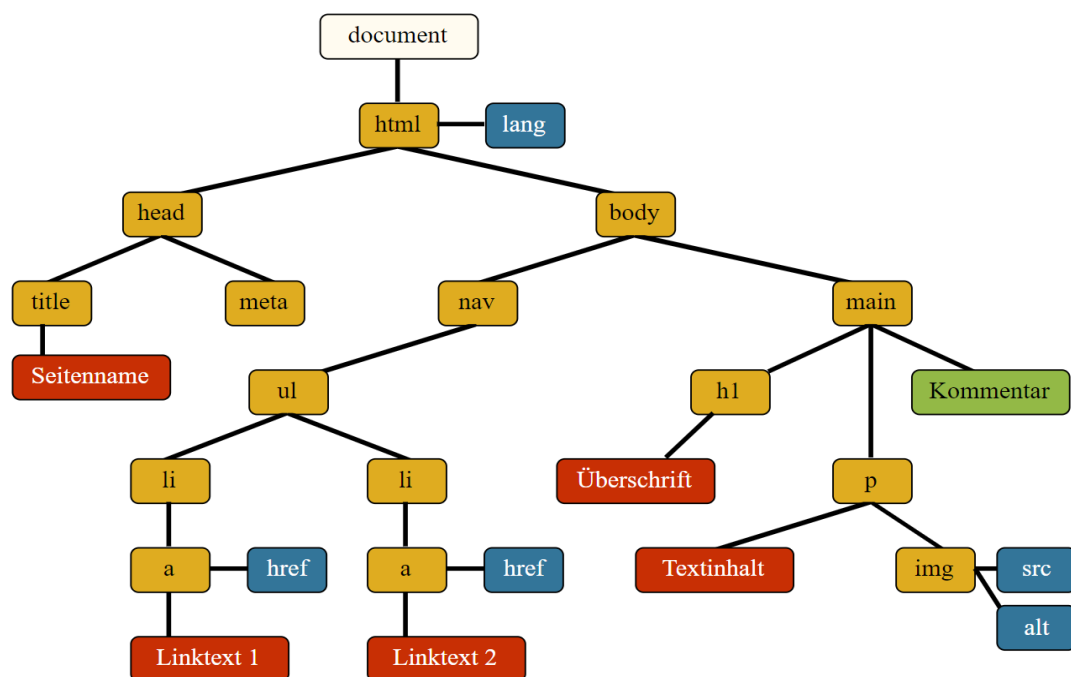 document
html
lang
head
body
title
meta
nav
main
Seitenname
ul
h1
Kommentar
li
li
Überschrift
p
a
href
a
href
Textinhalt
img
src
alt
Linktext 1
Linktext 2